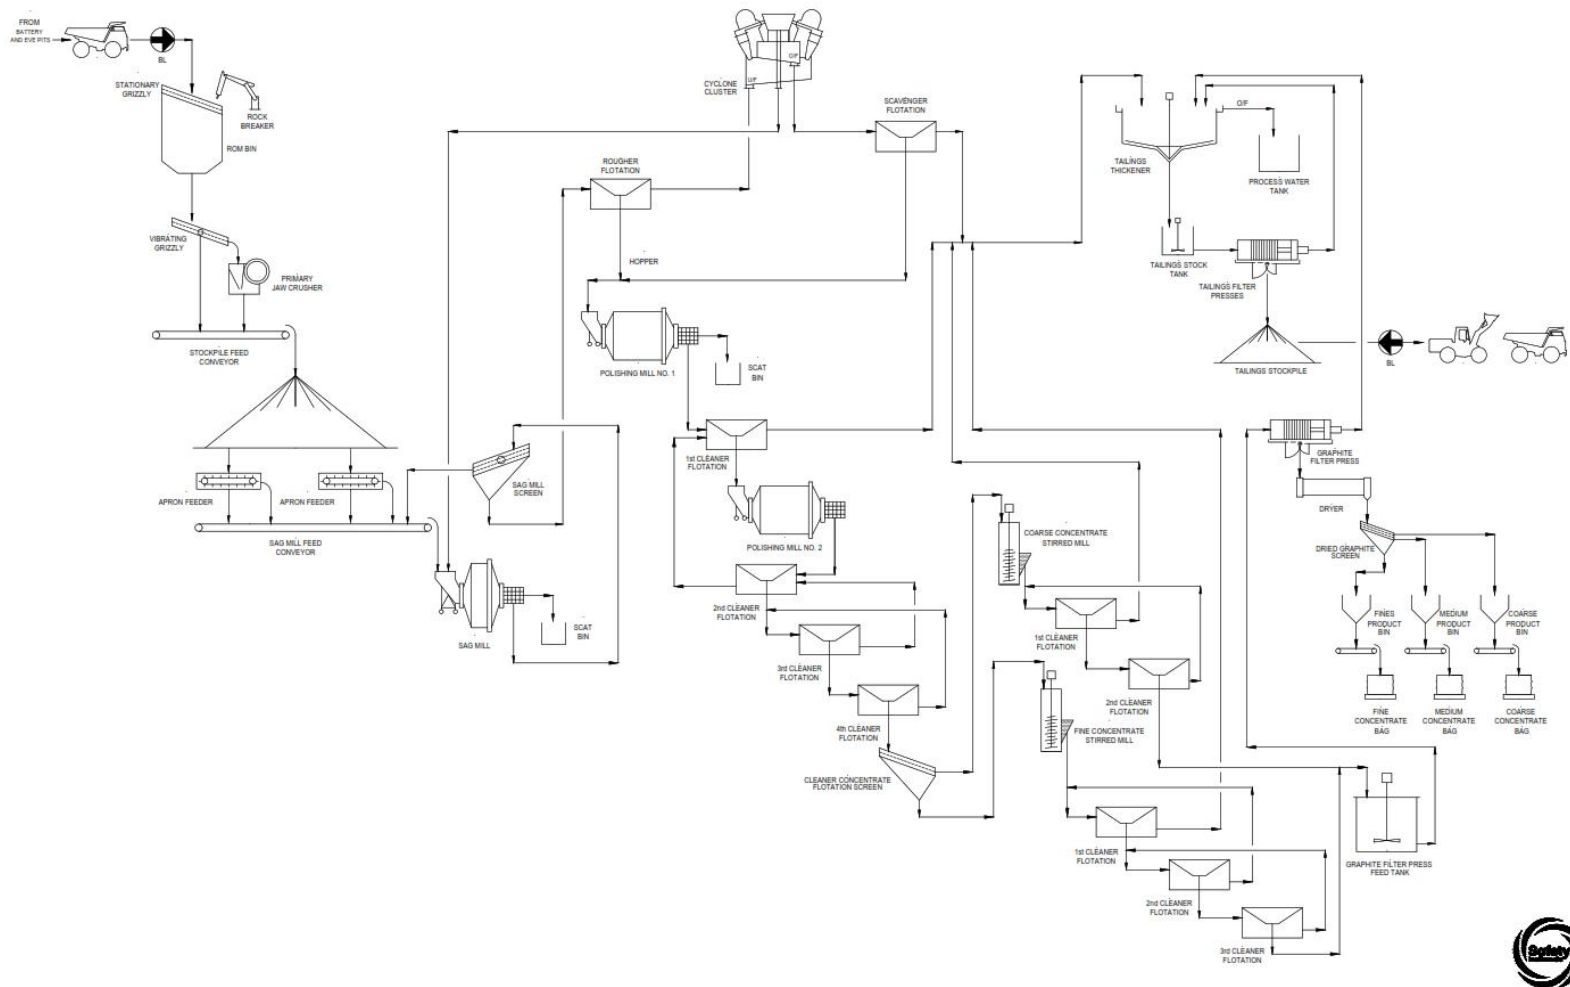 FROM
BATTERY
AND EVE PITS
BL
STATIONARY
GRIZZLY
ROCK
BREAKER
ROM BIN
VIBRATING
GRIZZLY
PRIMARY
JAW CRUSHER
STOCKPILE FEED
CONVEYOR
APRON FEEDER
APRON FEEDER
SAG MILL FEED
CONVEYOR
SAG MILL
SCREEN
SAG MILL
SCAT
BIN
CYCLONE
CLUSTER
U/F
O/F
ROUGHER
FLOTATION
SCAVENGER
FLOTATION
HOPPER
POLISHING MILL NO. 1
SCAT
BIN
1st CLEANER
FLOTATION
POLISHING MILL NO. 2
2nd CLEANER
FLOTATION
3rd CLEANER
FLOTATION
4th CLEANER
FLOTATION
CLEANER CONCENTRATE
FLOTATION SCREEN
COARSE CONCENTRATE
STIRRED MILL
1st CLEANER
FLOTATION
2nd CLEANER
FLOTATION
FINE CONCENTRATE
STIRRED MILL
1st CLEANER
FLOTATION
2nd CLEANER
FLOTATION
3rd CLEANER
FLOTATION
TAILINGS
THICKENER
O/F
PROCESS WATER
TANK
TAILINGS STOCK
TANK
TAILINGS FILTER
PRESSES
TAILINGS STOCKPILE
BL
GRAPHITE
FILTER PRESS
DRYER
DRIED GRAPHITE
SCREEN
FINES
PRODUCT
BIN
MEDIUM
PRODUCT
BIN
COARSE
PRODUCT
BIN
FINE
CONCENTRATE
BAG
MEDIUM
CONCENTRATE
BAG
COARSE
CONCENTRATE
BAG
GRAPHITE FILTER PRESS
FEED TANK
Safety